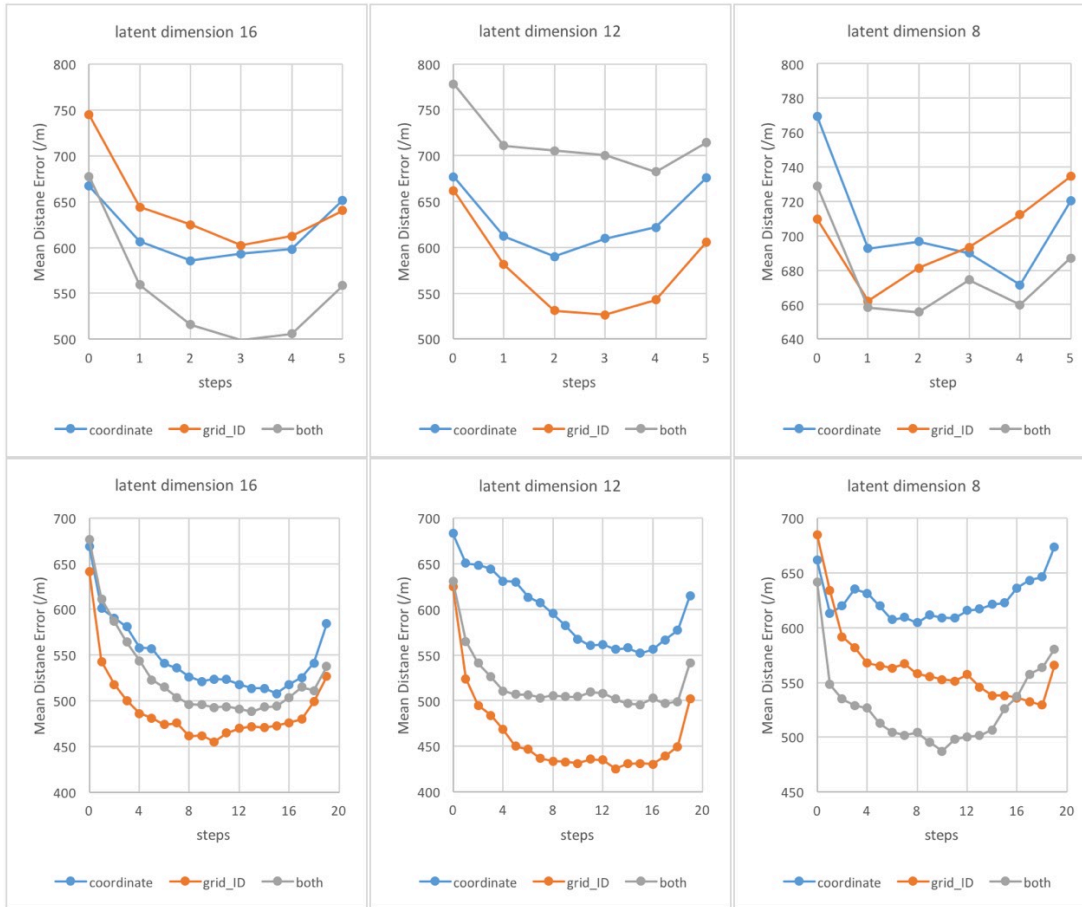 latent dimension 16
800
750
700
650
600
550
500
Mean Distane Error (/m)
0 1 2 3 4 5
steps
coordinate grid_ID both
latent dimension 12
800
750
700
650
600
550
500
Mean Distane Error (/m)
0 1 2 3 4 5
steps
coordinate grid_ID both
latent dimension 8
800
780
760
740
720
700
680
660
640
Mean Distane Error (/m)
0 1 2 3 4 5
step
coordinate grid_ID both
latent dimension 16
700
650
600
550
500
450
400
Mean Distane Error (/m)
0 4 8 12 16 20
steps
coordinate grid_ID both
latent dimension 12
700
650
600
550
500
450
400
Mean Distane Error (/m)
0 4 8 12 16 20
steps
coordinate grid_ID both
latent dimension 8
700
650
600
550
500
450
Mean Distane Error (/m)
0 4 8 12 16 20
steps
coordinate grid_ID both